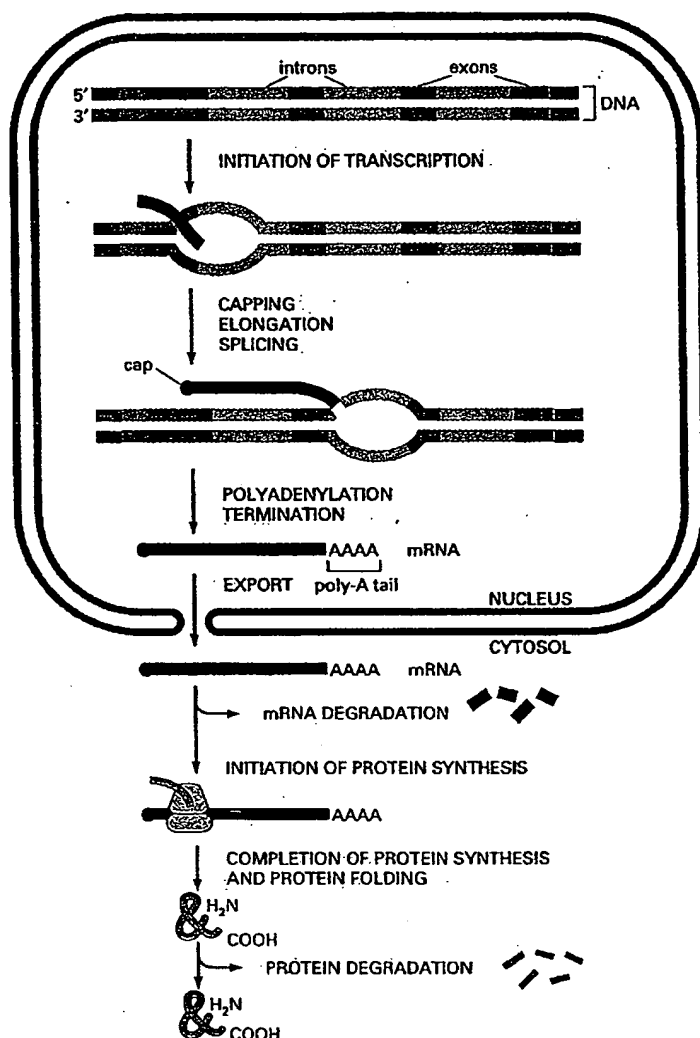 introns exons
5′
3′
DNA
INITIATION OF TRANSCRIPTION
CAPPING
ELONGATION
SPLICING
cap
POLYADENYLATION
TERMINATION
AAAA mRNA
EXPORT poly-A tail
NUCLEUS
CYTOSOL
AAAA mRNA
mRNA DEGRADATION
INITIATION OF PROTEIN SYNTHESIS
AAAA
COMPLETION OF PROTEIN SYNTHESIS
AND PROTEIN FOLDING
H₂N
COOH
PROTEIN DEGRADATION
H₂N
COOH